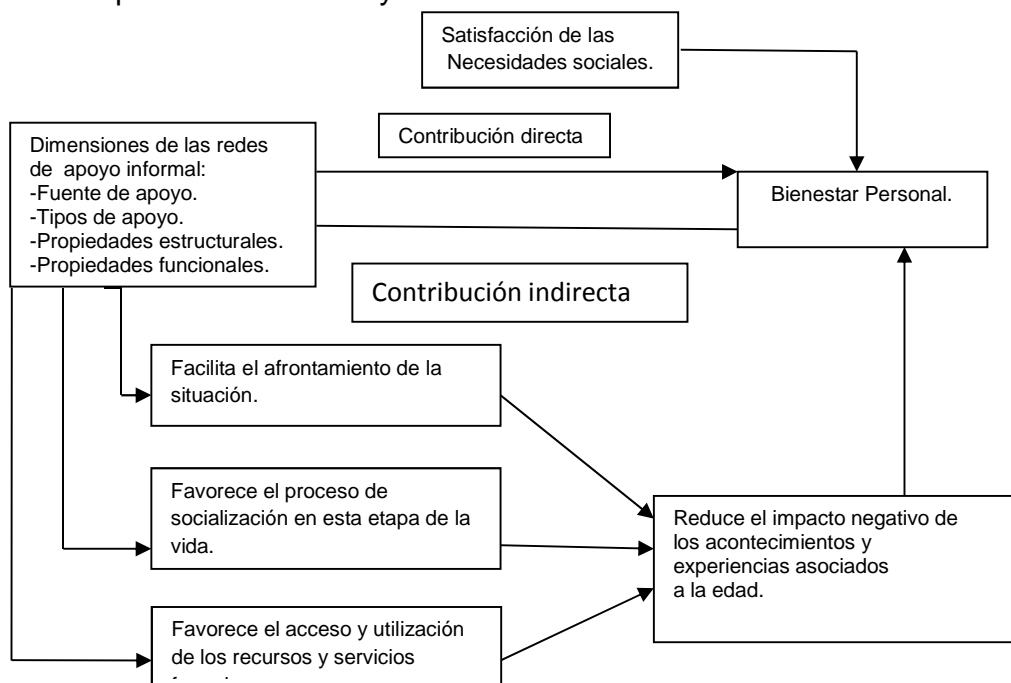 Satisfacción de las
Necesidades sociales.
Contribución directa
Dimensiones de las redes
de apoyo informal:
-Fuente de apoyo.
-Tipos de apoyo.
-Propiedades estructurales.
-Propiedades funcionales.
Bienestar Personal.
Contribución indirecta
Facilita el afrontamiento de la
situación.
Favorece el proceso de
socialización en esta etapa de la
vida.
Reduce el impacto negativo de
los acontecimientos y
experiencias asociados
a la edad.
Favorece el acceso y utilización
de los recursos y servicios